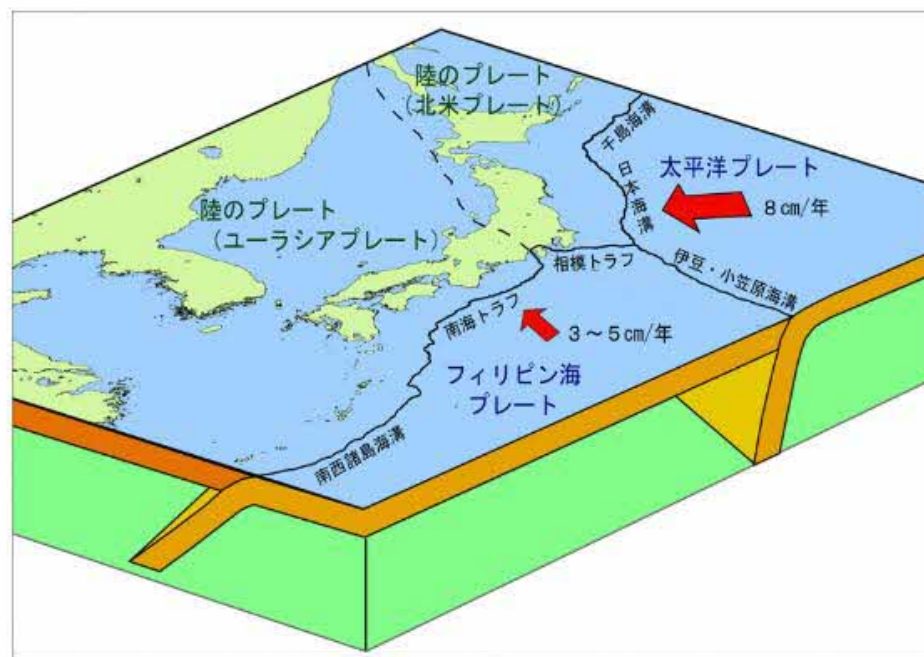 陸のプレート
(北米プレート)
千島海溝
日本海溝
太平洋プレート
8cm/年
陸のプレート
(ユーラシアプレート)
相模トラフ
伊豆・小笠原海溝
南海トラフ
3~5cm/年
フィリピン海
プレート
南西諸島海溝